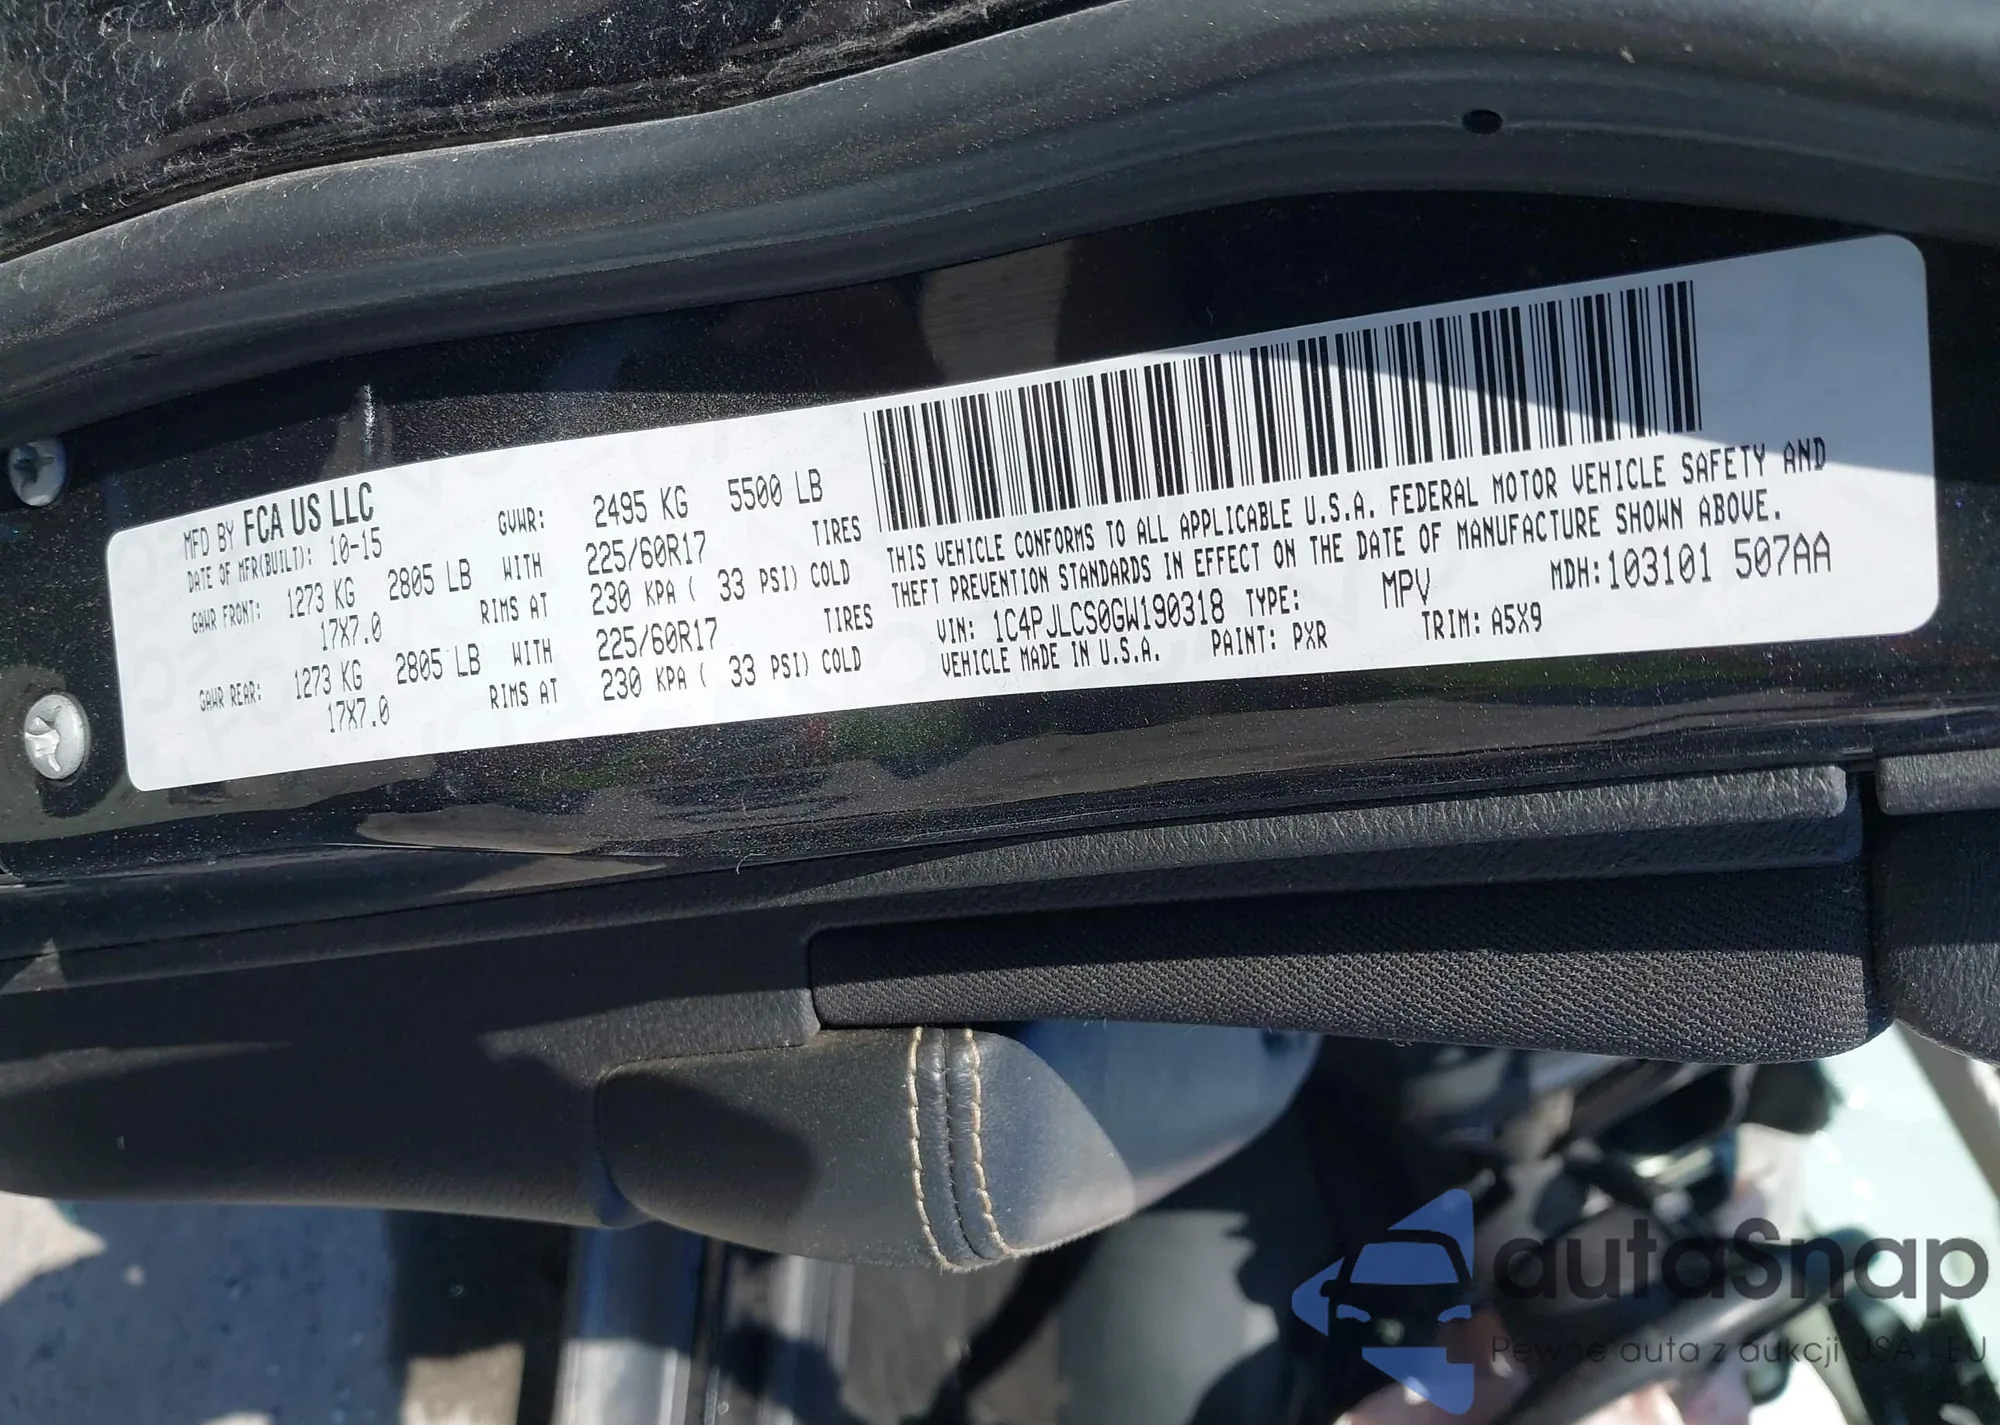 MFD BY FCA US LLC
DATE OF MFR(BUILT): 10-15 GVWR: 2495 KG 5500 LB
GAWR FRONT: 1273 KG 2805 LB WITH 225/60R17 TIRES
17X7.0 RIMS AT 230 KPA ( 33 PSI) COLD
GAWR REAR: 1273 KG 2805 LB WITH 225/60R17 TIRES
17X7.0 RIMS AT 230 KPA ( 33 PSI) COLD
THIS VEHICLE CONFORMS TO ALL APPLICABLE U.S.A. FEDERAL MOTOR VEHICLE SAFETY AND
THEFT PREVENTION STANDARDS IN EFFECT ON THE DATE OF MANUFACTURE SHOWN ABOVE.
VIN: 1C4PJLCS0GW190318 TYPE: MPV MDH:103101 507AA
VEHICLE MADE IN U.S.A. PAINT: PXR TRIM: A5X9
autaSnap
Pewne auta z aukcji USA i EU